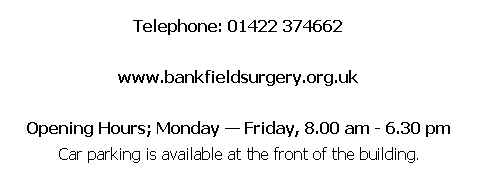 Telephone: 01422 374662
www.bankfieldsurgery.org.uk
Opening Hours; Monday — Friday, 8.00 am - 6.30 pm
Car parking is available at the front of the building.